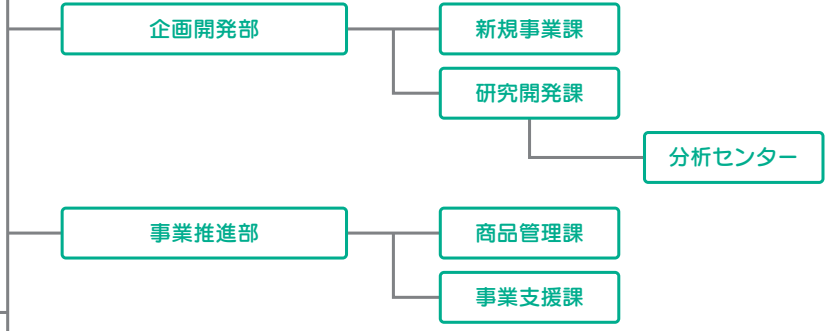 企画開発部
新規事業課
研究開発課
分析センター
事業推進部
商品管理課
事業支援課